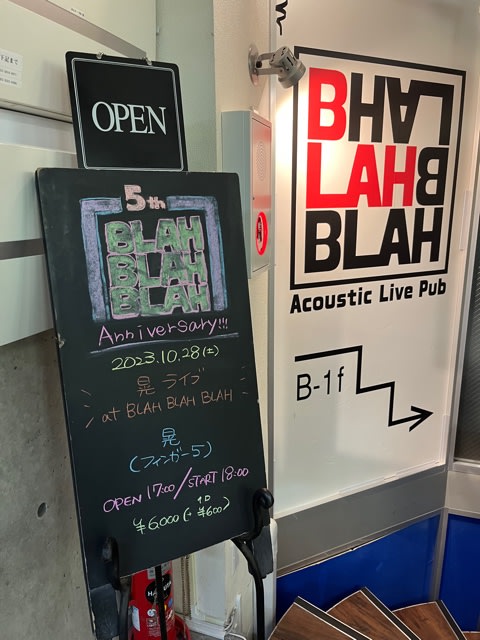 OPEN
5th
BLAH
BLAH
BLAH
Anniversary!!!
2023.10.28(土)
晃 ライブ
at BLAH BLAH BLAH
晃
(フィンガー5)
OPEN 17:00/START 18:00
¥6,000(+1D ¥600)
BLAH
LAHB
BLAH
Acoustic Live Pub
B-1f